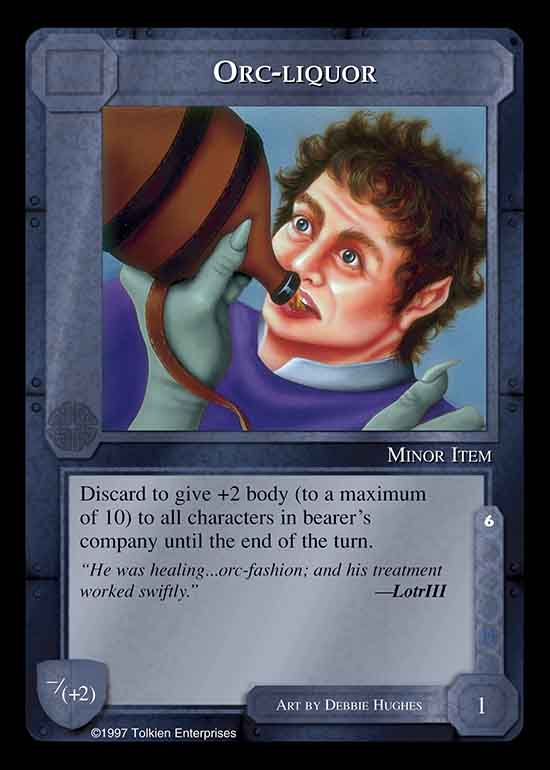 Orc-liquor
Minor Item
Discard to give +2 body (to a maximum
of 10) to all characters in bearer's
company until the end of the turn.
6
"He was healing...orc-fashion; and his treatment
worked swiftly." —LotrIII
–/(+2)
Art by Debbie Hughes
1
©1997 Tolkien Enterprises